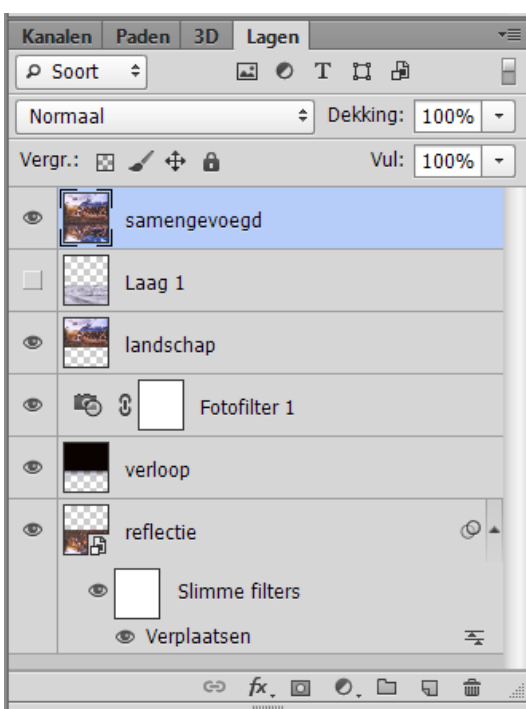 Kanalen Paden 3D Lagen
Soort
Normaal Dekking: 100%
Vergr.: Vul: 100%
samengevoegd
Laag 1
landschap
Fotofilter 1
verloop
reflectie
Slimme filters
Verplaatsen
fx